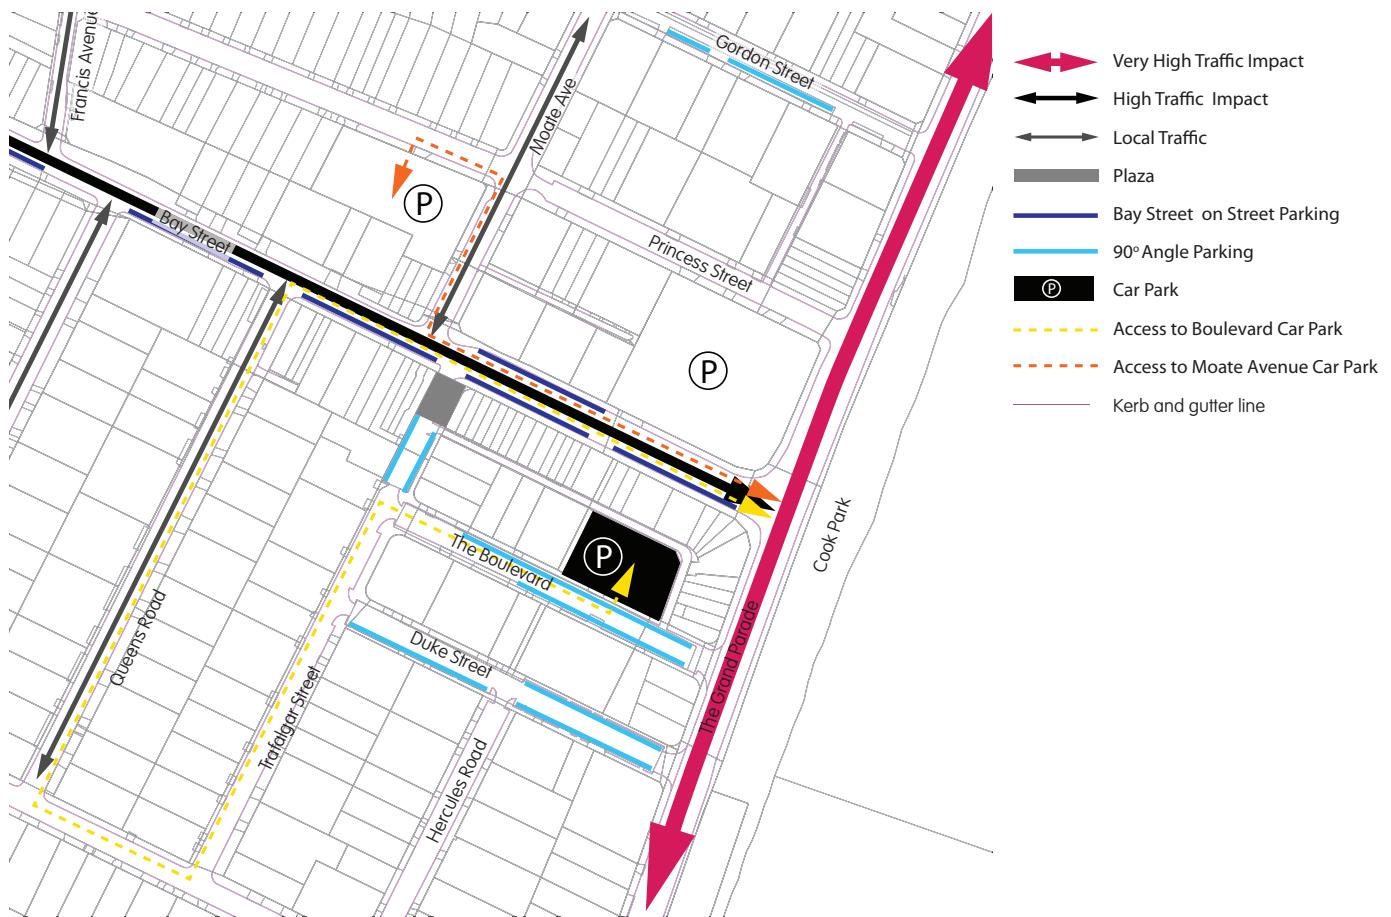 Francis Avenue
Moate Ave
Gordon Street
P
Bay Street
Princess Street
P
Cook Park
The Boulevard
P
Queens Road
Trafalgar Street
Duke Street
Hercules Road
The Grand Parade
Very High Traffic Impact
High Traffic Impact
Local Traffic
Plaza
Bay Street on Street Parking
90° Angle Parking
P
Car Park
Access to Boulevard Car Park
Access to Moate Avenue Car Park
Kerb and gutter line